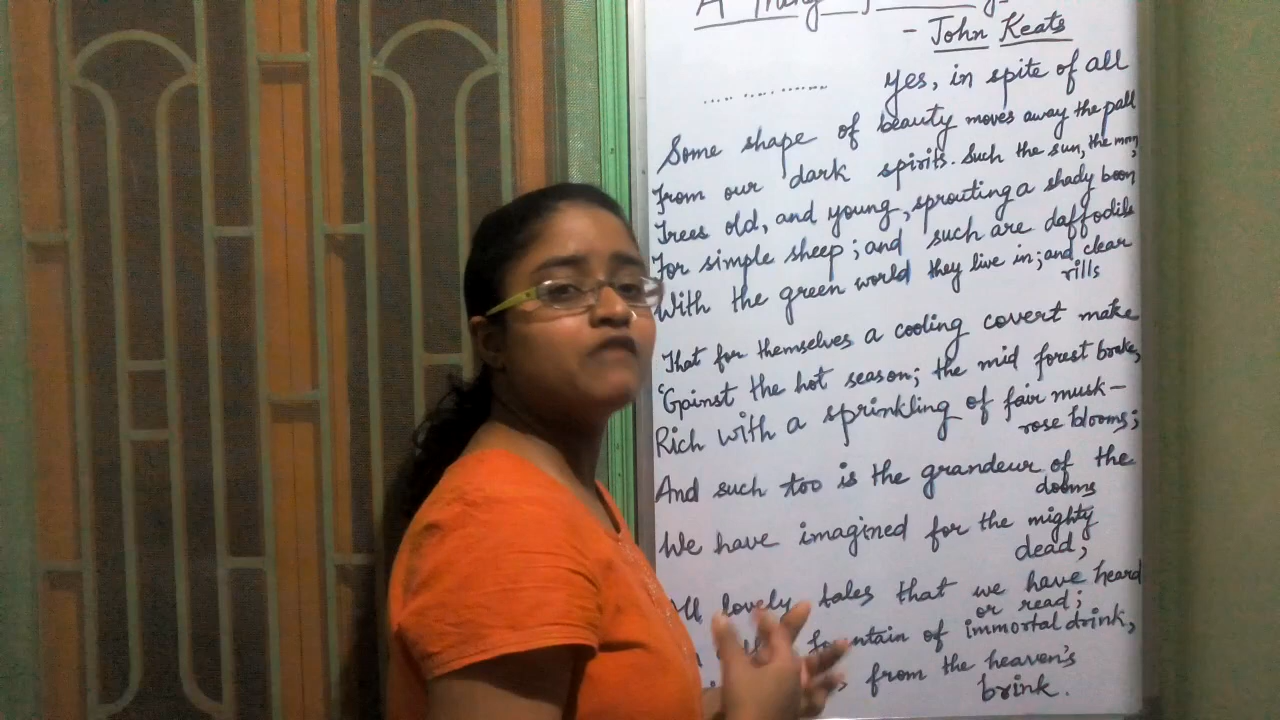 A Thing
- John Keats
..... ..... ........ yes, in spite of all
Some shape of beauty moves away the pall
From our dark spirits. Such the sun, the moon,
Trees old, and young, sprouting a shady boon
For simple sheep; and such are daffodils
With the green world they live in; and clear
rills
That for themselves a cooling covert make
'Gainst the hot season; the mid forest brake,
Rich with a sprinkling of fair musk-
rose blooms;
And such too is the grandeur of the
dooms
We have imagined for the mighty
dead;
lovely tales that we have heard
or read;
of immortal drink,
from the heaven's
brink.